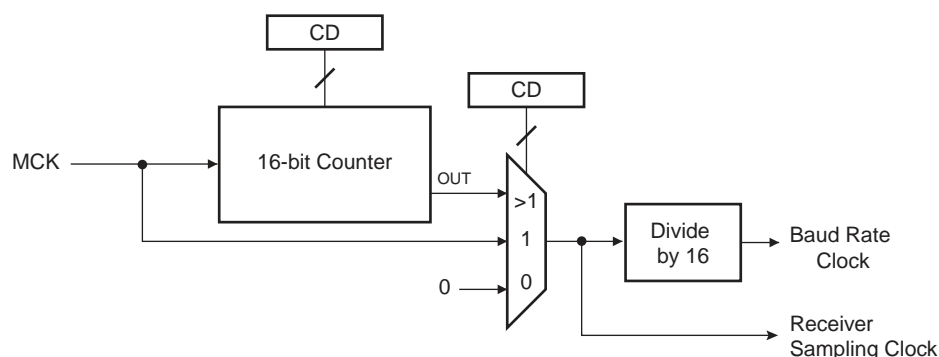 CD
CD
MCK
16-bit Counter
OUT
>1
1
0
0
Divide
by 16
Baud Rate
Clock
Receiver
Sampling Clock